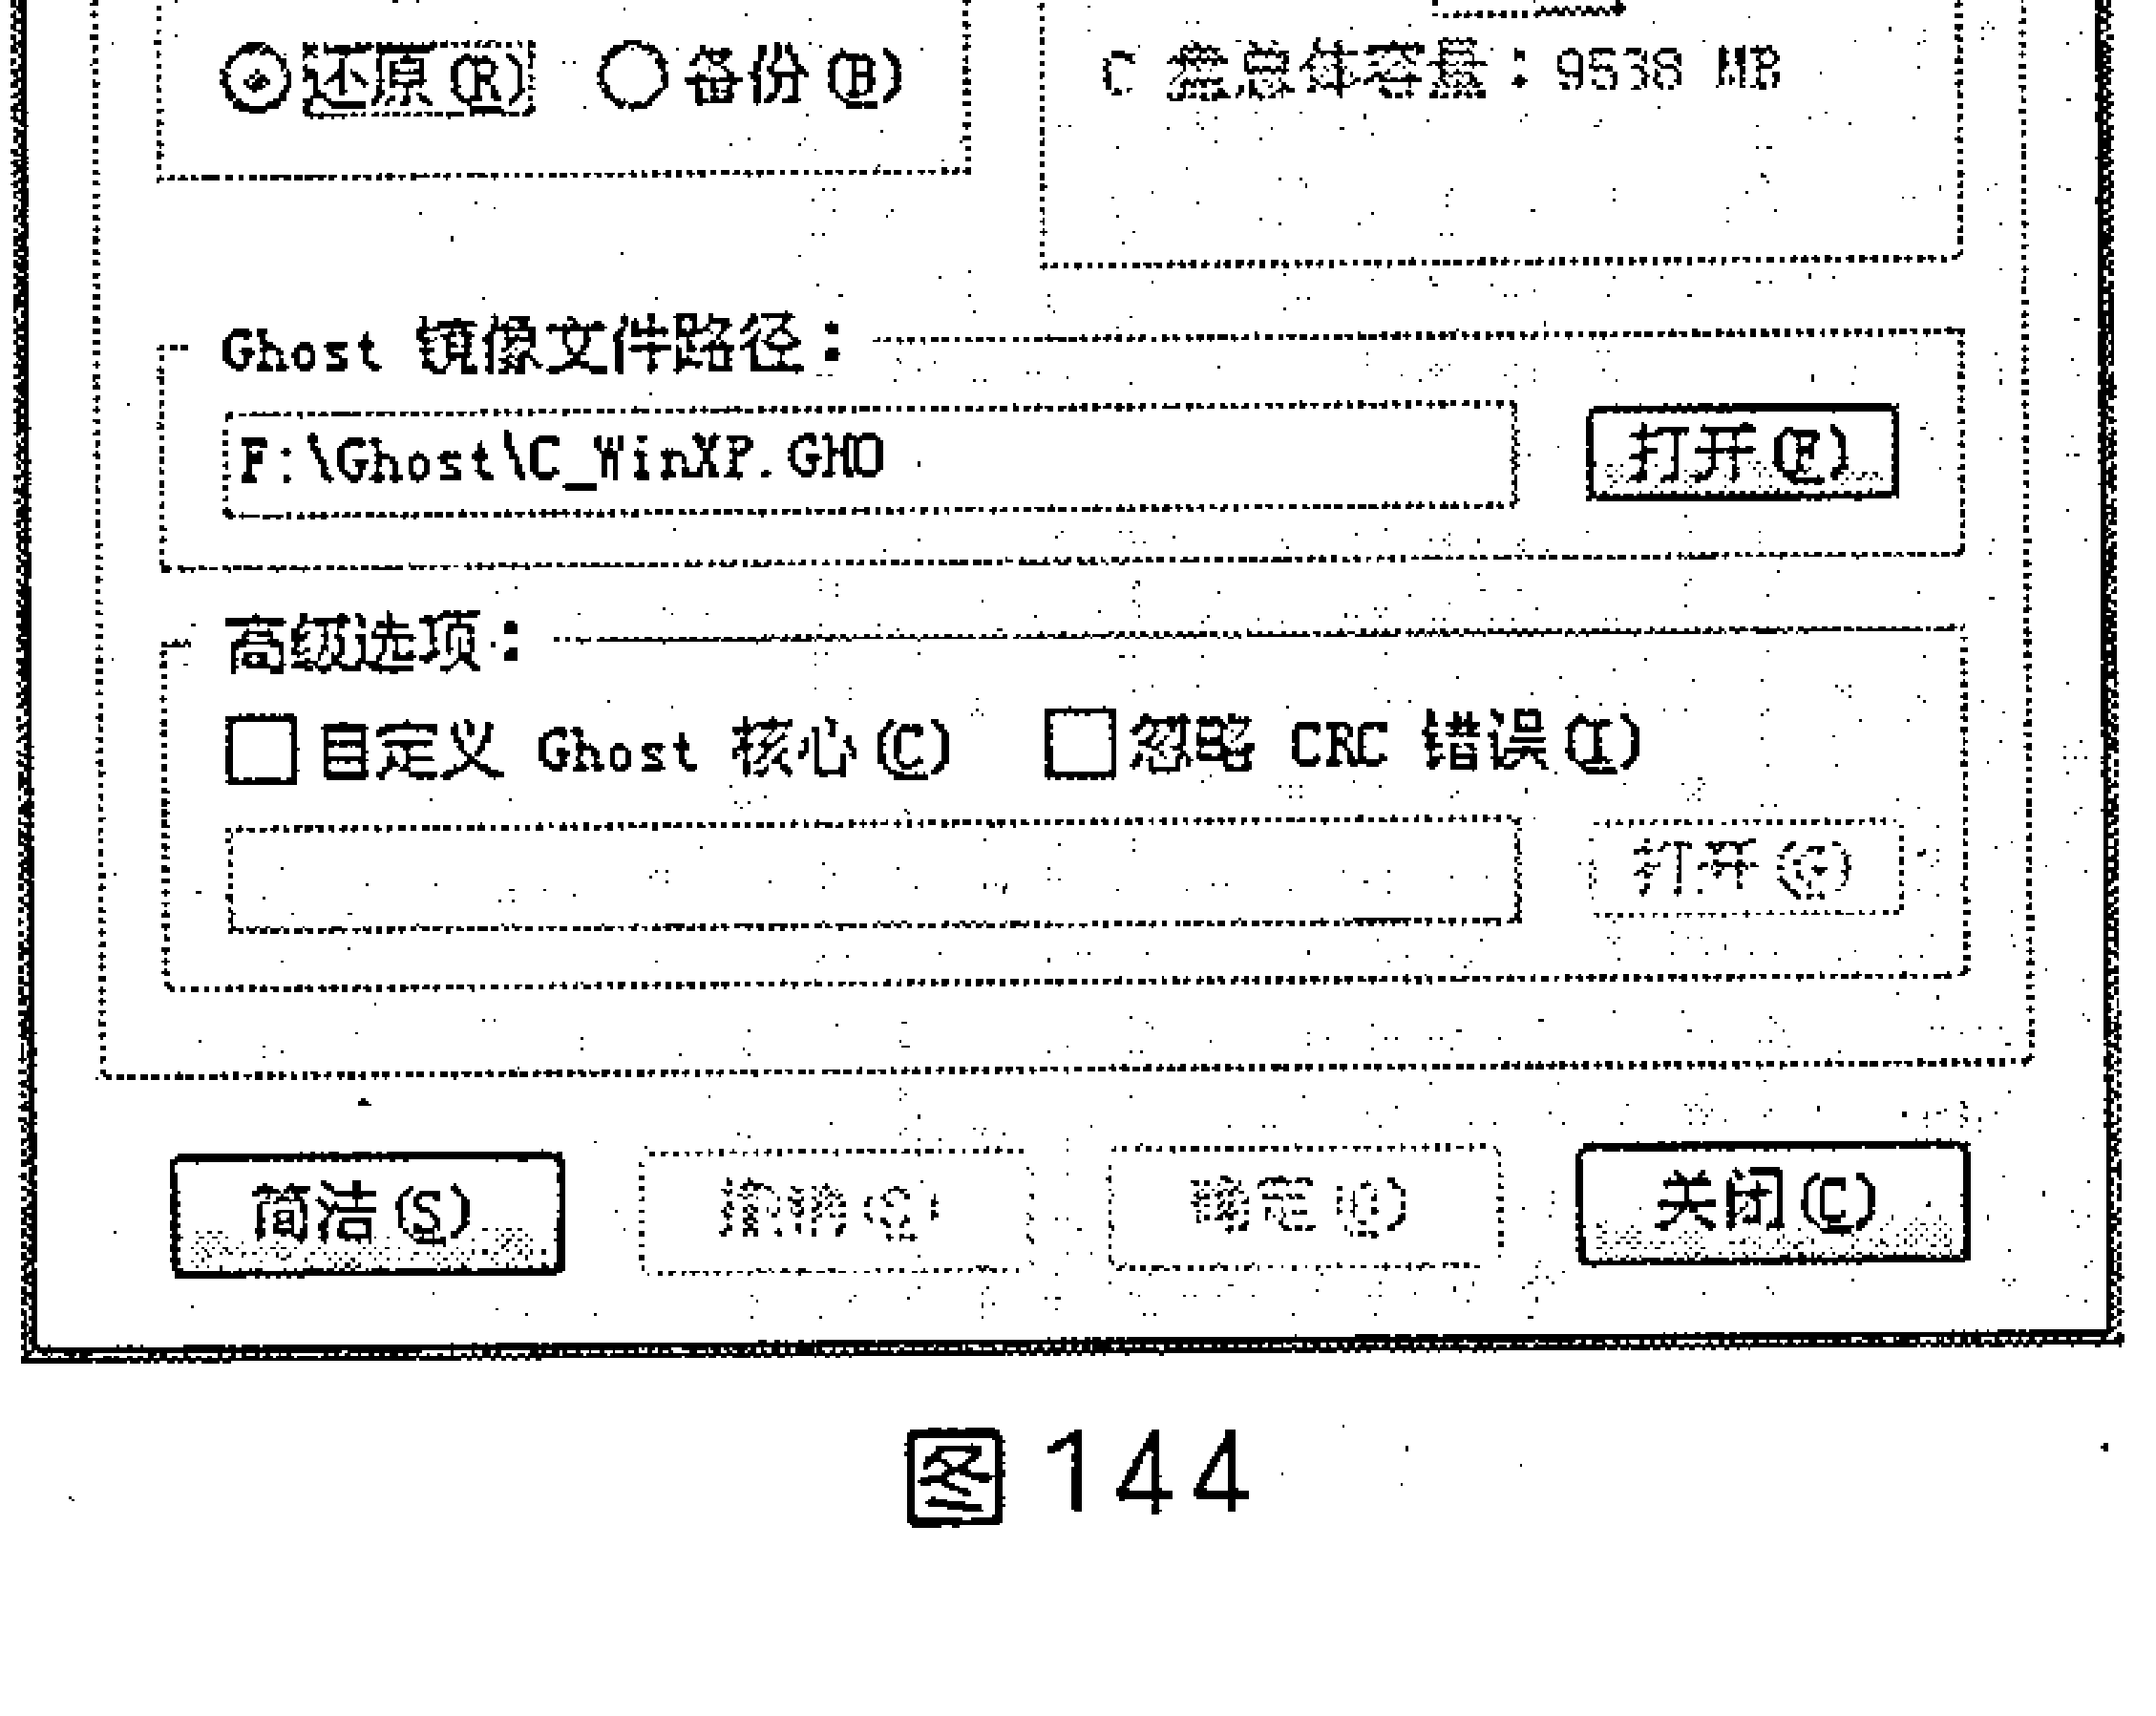 还原(R) 备份(B)
C 盘总体容量：9538 MB
Ghost 镜像文件路径：
F:\Ghost\C_WinXP.GHO 打开(F)
高级选项：
自定义 Ghost 核心(C) 忽略 CRC 错误(I)
打开(G)
简洁(S) 确定(O) 关闭(C)
图 144